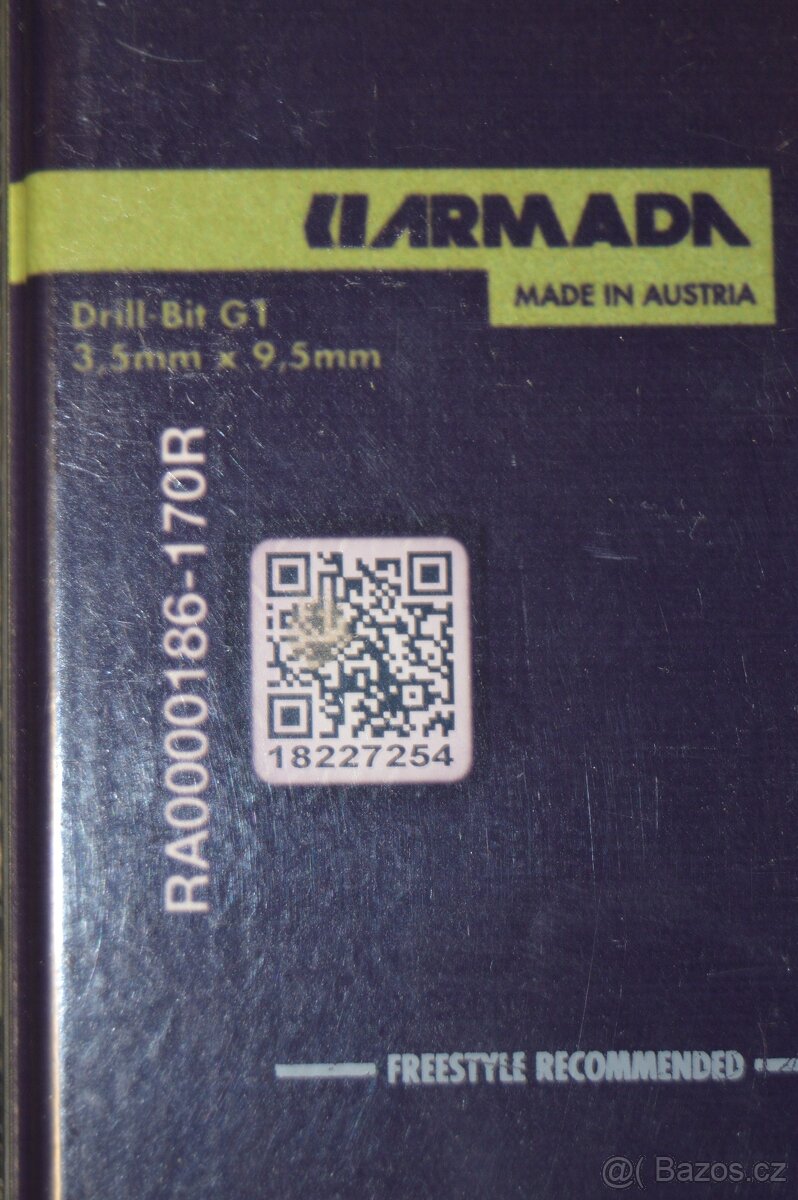 ARMADA
MADE IN AUSTRIA
Drill-Bit G1
3,5mm x 9,5mm
RA0000186-170R
18227254
FREESTYLE RECOMMENDED
@( Bazos.cz